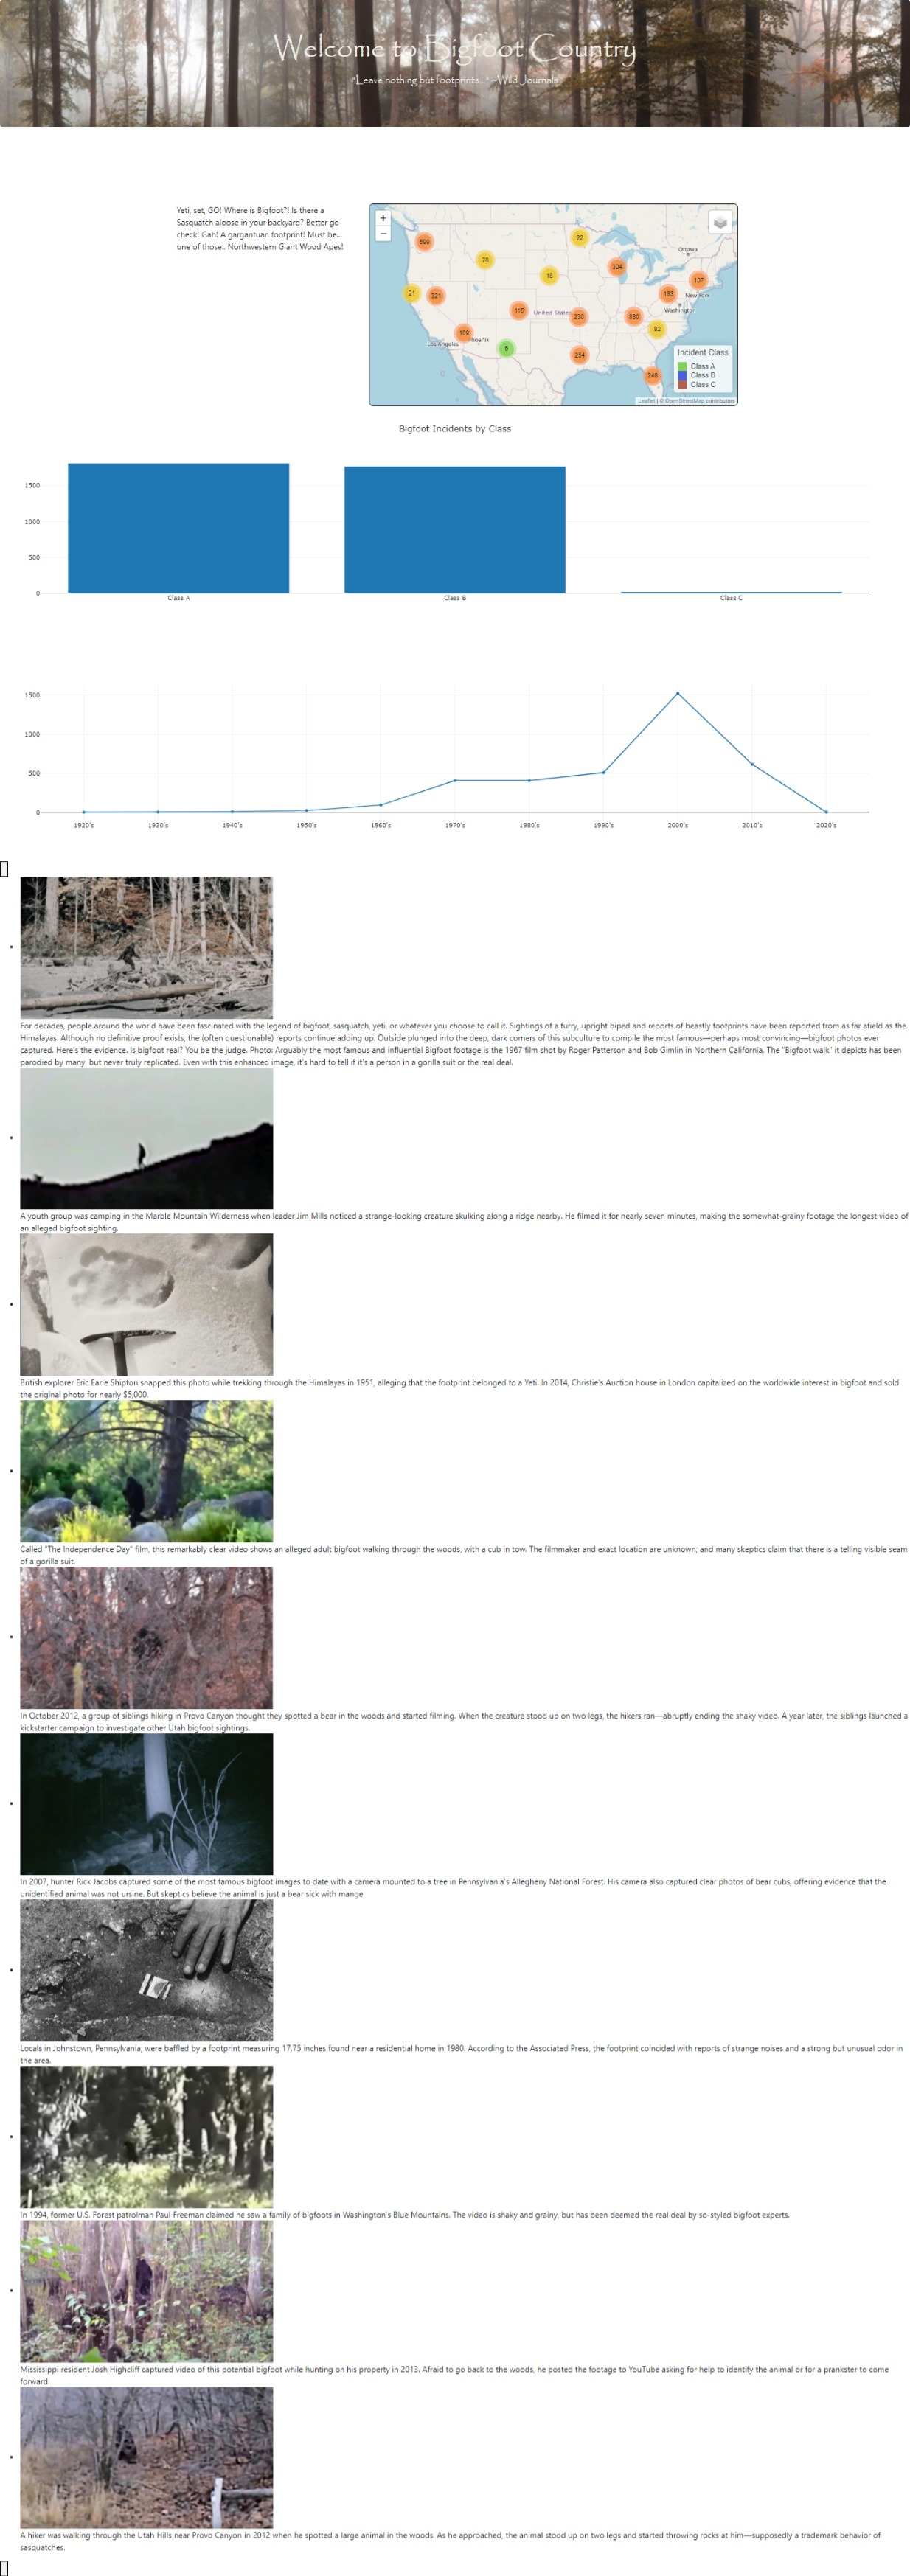 Welcome to Bigfoot Country
"Leave nothing but footprints..." ~Wild Journals
Yeti, set, GO! Where is Bigfoot?! Is there a
Sasquatch aloose in your backyard? Better go
check! Gah! A gargantuan footprint! Must be...
one of those.. Northwestern Giant Wood Apes!
+
−
599
22
Ottawa
78
304
18
107
21
321
183
New York
Washington
115
United States
236
880
82
109
Phoenix
Los Angeles
6
254
248
Incident Class
Class A
Class B
Class C
Leaflet | © OpenStreetMap contributors
Bigfoot Incidents by Class
1500
1000
500
0
Class A
Class B
Class C
1500
1000
500
0
1920's
1930's
1940's
1950's
1960's
1970's
1980's
1990's
2000's
2010's
2020's
For decades, people around the world have been fascinated with the legend of bigfoot, sasquatch, yeti, or whatever you choose to call it. Sightings of a furry, upright biped and reports of beastly footprints have been reported from as far afield as the
Himalayas. Although no definitive proof exists, the (often questionable) reports continue adding up. Outside plunged into the deep, dark corners of this subculture to compile the most famous—perhaps most convincing—bigfoot photos ever
captured. Here's the evidence. Is bigfoot real? You be the judge. Photo: Arguably the most famous and influential Bigfoot footage is the 1967 film shot by Roger Patterson and Bob Gimlin in Northern California. The "Bigfoot walk" it depicts has been
parodied by many, but never truly replicated. Even with this enhanced image, it's hard to tell if it's a person in a gorilla suit or the real deal.
A youth group was camping in the Marble Mountain Wilderness when leader Jim Mills noticed a strange-looking creature skulking along a ridge nearby. He filmed it for nearly seven minutes, making the somewhat-grainy footage the longest video of
an alleged bigfoot sighting.
British explorer Eric Earle Shipton snapped this photo while trekking through the Himalayas in 1951, alleging that the footprint belonged to a Yeti. In 2014, Christie's Auction house in London capitalized on the worldwide interest in bigfoot and sold
the original photo for nearly $5,000.
Called "The Independence Day" film, this remarkably clear video shows an alleged adult bigfoot walking through the woods, with a cub in tow. The filmmaker and exact location are unknown, and many skeptics claim that there is a telling visible seam
of a gorilla suit.
In October 2012, a group of siblings hiking in Provo Canyon thought they spotted a bear in the woods and started filming. When the creature stood up on two legs, the hikers ran—abruptly ending the shaky video. A year later, the siblings launched a
kickstarter campaign to investigate other Utah bigfoot sightings.
In 2007, hunter Rick Jacobs captured some of the most famous bigfoot images to date with a camera mounted to a tree in Pennsylvania's Allegheny National Forest. His camera also captured clear photos of bear cubs, offering evidence that the
unidentified animal was not ursine. But skeptics believe the animal is just a bear sick with mange.
Locals in Johnstown, Pennsylvania, were baffled by a footprint measuring 17.75 inches found near a residential home in 1980. According to the Associated Press, the footprint coincided with reports of strange noises and a strong but unusual odor in
the area.
In 1994, former U.S. Forest patrolman Paul Freeman claimed he saw a family of bigfoots in Washington's Blue Mountains. The video is shaky and grainy, but has been deemed the real deal by so-styled bigfoot experts.
Mississippi resident Josh Highcliff captured video of this potential bigfoot while hunting on his property in 2013. Afraid to go back to the woods, he posted the footage to YouTube asking for help to identify the animal or for a prankster to come
forward.
A hiker was walking through the Utah Hills near Provo Canyon in 2012 when he spotted a large animal in the woods. As he approached, the animal stood up on two legs and started throwing rocks at him—supposedly a trademark behavior of
sasquatches.